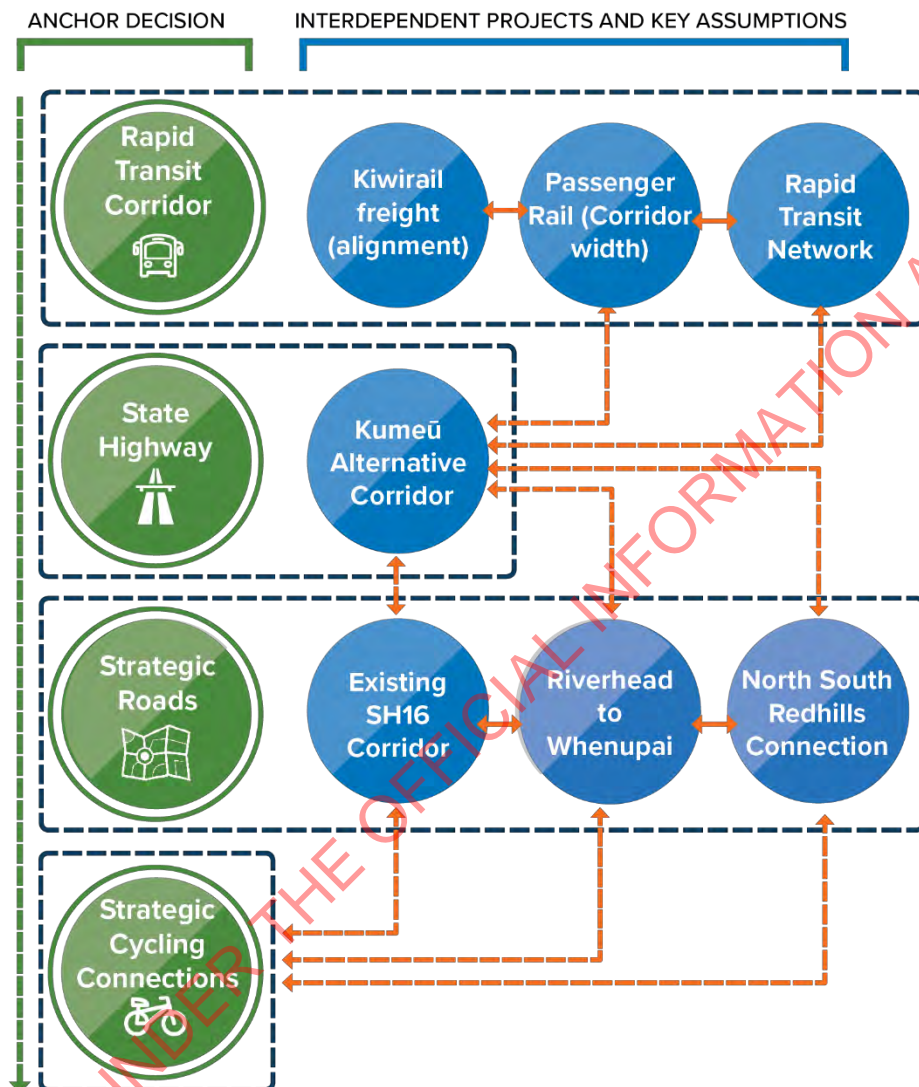 ANCHOR DECISION
INTERDEPENDENT PROJECTS AND KEY ASSUMPTIONS
Rapid
Transit
Corridor
Kiwirail
freight
(alignment)
Passenger
Rail (Corridor
width)
Rapid
Transit
Network
State
Highway
Kumeū
Alternative
Corridor
Strategic
Roads
Existing
SH16
Corridor
Riverhead
to
Whenupai
North South
Redhills
Connection
Strategic
Cycling
Connections
UNDER THE OFFICIAL INFORMATION A